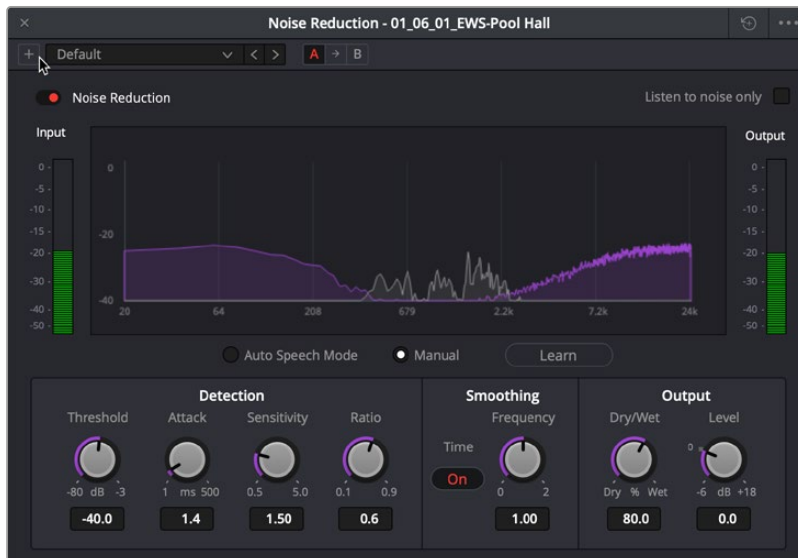 Noise Reduction - 01_06_01_EWS-Pool Hall
Default
A
B
Noise Reduction
Listen to noise only
Input
Output
0
-5
-10
-15
-20
-30
-40
-50
0
-20
-40
20 64 208 679 2.2k 7.2k 24k
0
-5
-10
-15
-20
-30
-40
-50
Auto Speech Mode Manual Learn
Detection
Threshold Attack Sensitivity Ratio
-80 dB -3 1 ms 500 0.5 5.0 0.1 0.9
-40.0 1.4 1.50 0.6
Smoothing
Frequency
Time
On
0 2
1.00
Output
Dry/Wet Level
0
Dry % Wet -6 dB +18
80.0 0.0